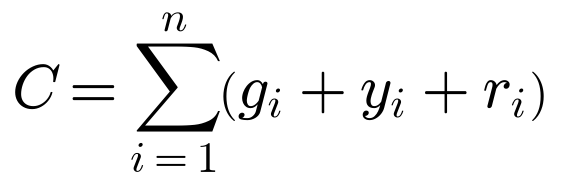 C = \sum_{i=1}^{n} (g_i + y_i + r_i)